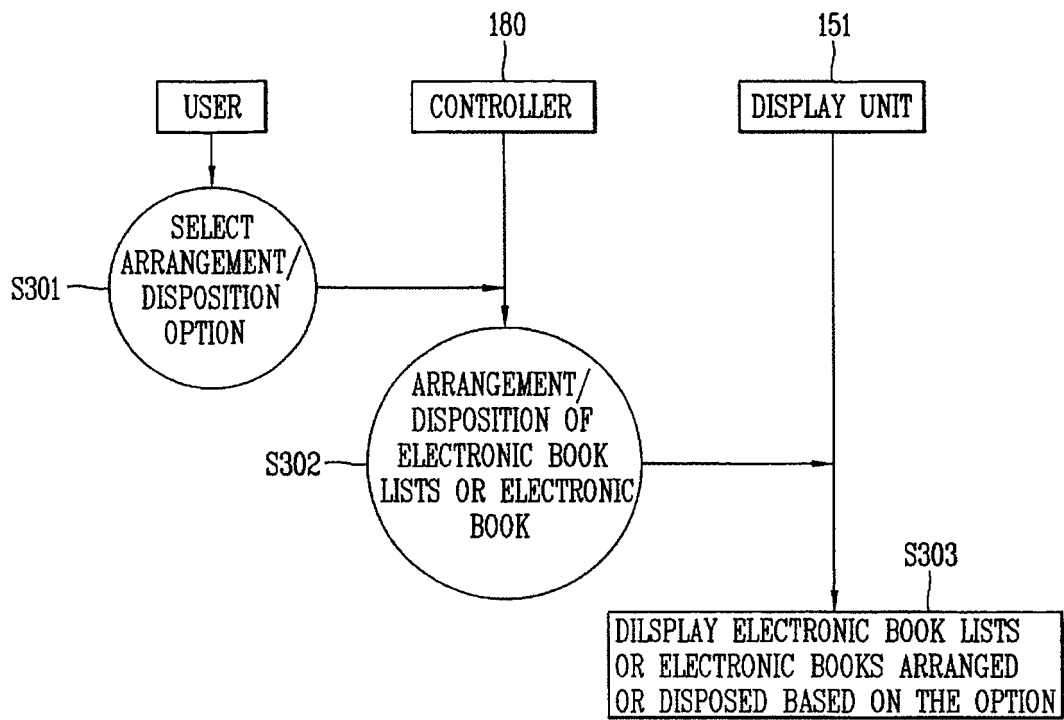 180
151
USER
CONTROLLER
DISPLAY UNIT
SELECT
ARRANGEMENT/
DISPOSITION
OPTION
S301
ARRANGEMENT/
DISPOSITION OF
ELECTRONIC BOOK
LISTS OR ELECTRONIC
BOOK
S302
S303
DILSPLAY ELECTRONIC BOOK LISTS
OR ELECTRONIC BOOKS ARRANGED
OR DISPOSED BASED ON THE OPTION